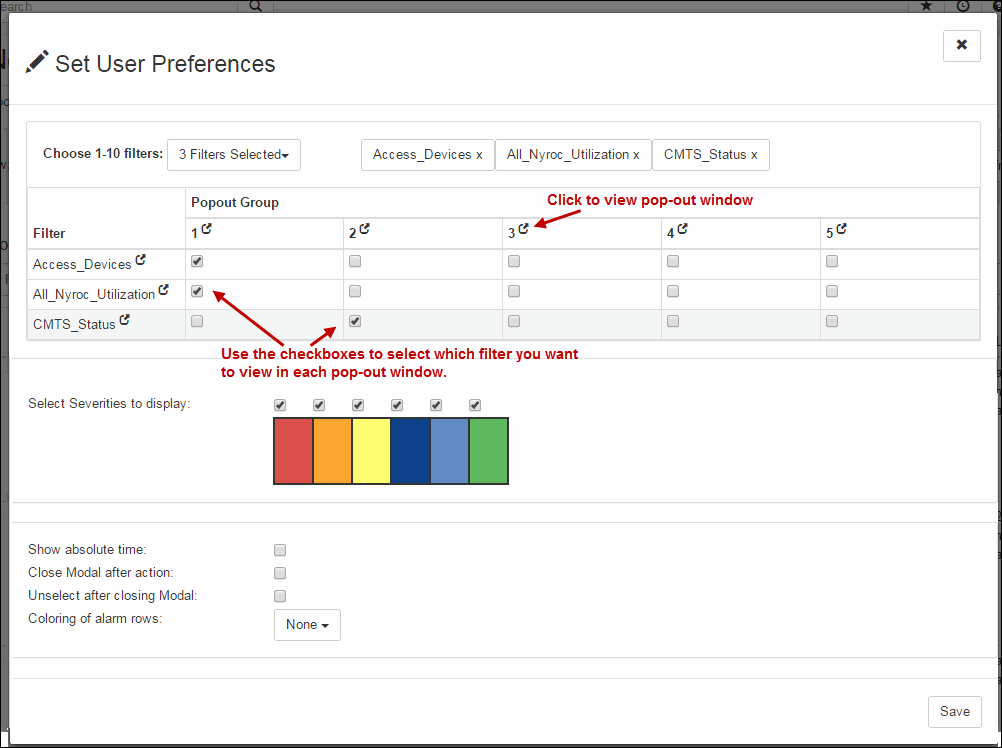 earch
Set User Preferences
Choose 1-10 filters:
3 Filters Selected
Access_Devices x
All_Nyroc_Utilization x
CMTS_Status x
Popout Group
Click to view pop-out window
Filter
1
2
3
4
5
Access_Devices
All_Nyroc_Utilization
CMTS_Status
Use the checkboxes to select which filter you want
to view in each pop-out window.
Select Severities to display:
Show absolute time:
Close Modal after action:
Unselect after closing Modal:
Coloring of alarm rows:
None
Save